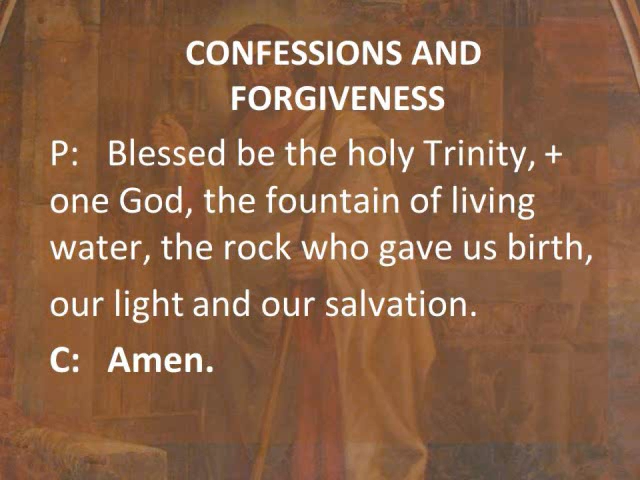 CONFESSIONS AND
FORGIVENESS
P: Blessed be the holy Trinity, +
one God, the fountain of living
water, the rock who gave us birth,
our light and our salvation.
C: Amen.